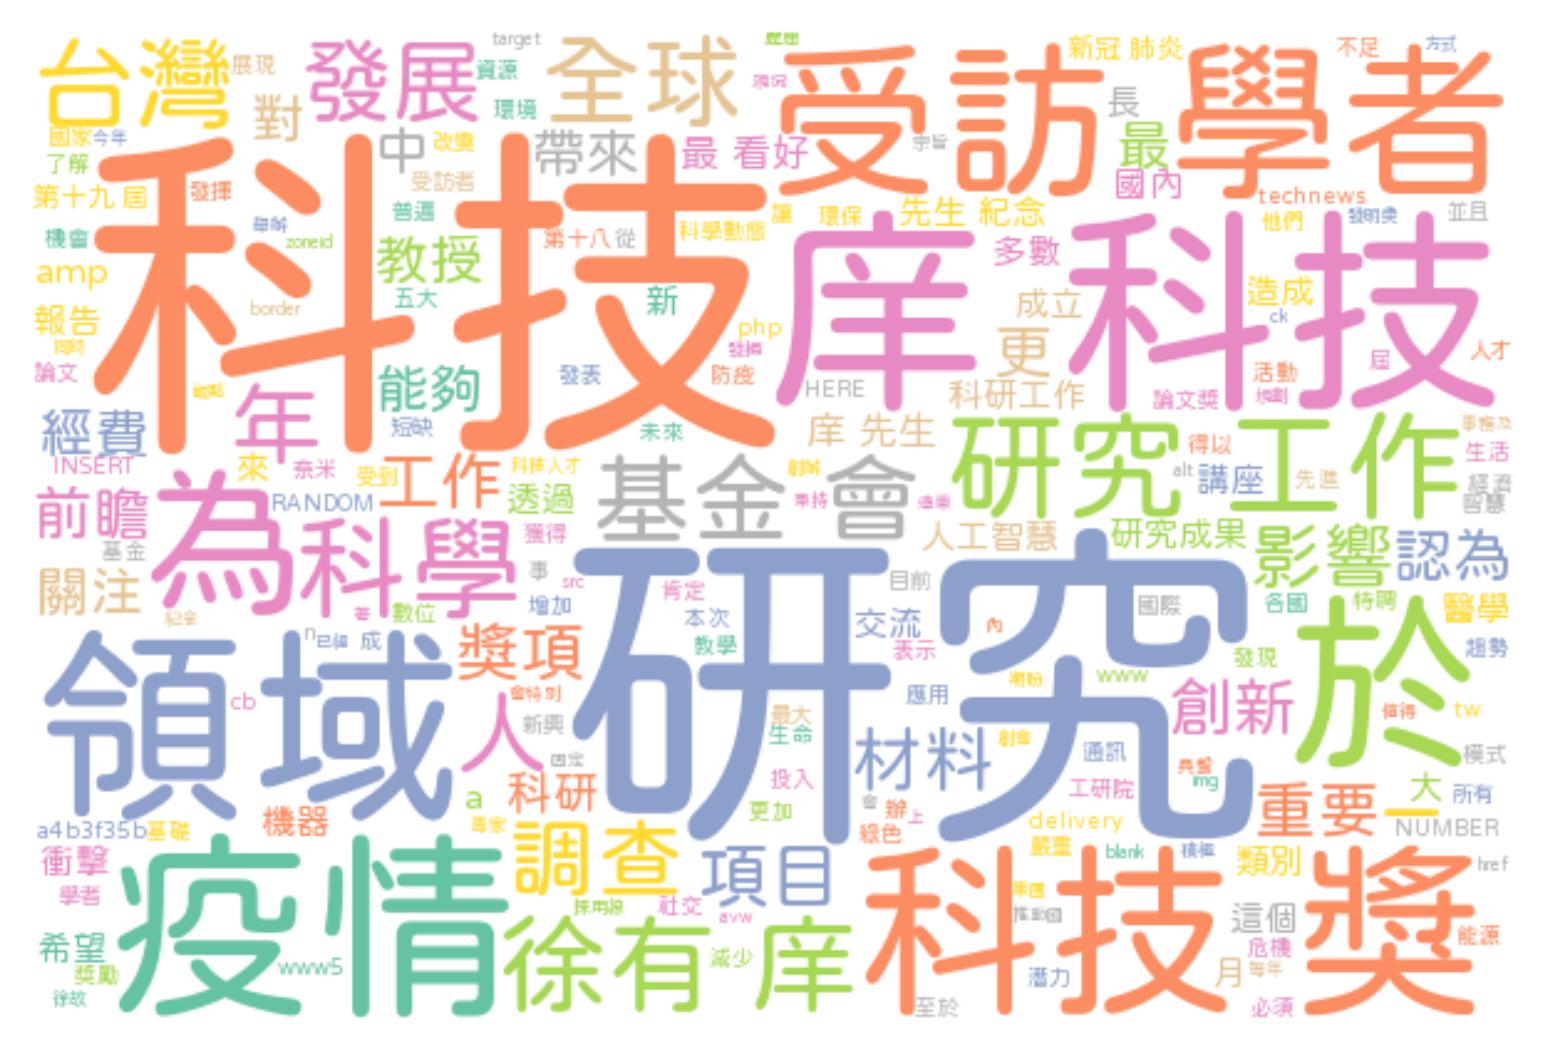 台灣
展現
發展
target
資源
環境
全球
受訪學者
新冠 肺炎
不足
方式
對
國家
今年
了解
中
改變
帶來
最 看好
宗旨
長
最
國內
受訪者
第十九 屆
發揮
科技
普遍
technews
先生 紀念
讓
環保
他們
發明獎
並且
機會
zoneid
教授
第十八
從
科學動態
庠
科技
多數
amp
五大
新
成立
造成
ck
border
報告
同時
php
更
論文
能夠
發表
防疫
HERE
科研工作
活動
論文獎
屆
人才
經費
年
短缺
未來
庠 先生
研究工作
得以
生活
INSERT
來
奈米
受到
工作
科技人才
基金會
alt
講座
先進
經濟
智慧
前瞻
為
RANDOM
透過
人工智慧
研究成果
影響
認為
基金
科學
獲得
關注
事
src
研究
肯定
目前
國際
各國
特聘
醫學
數位
增加
本次
交流
於
領域
n
成
獎項
教學
表示
內
發現
趨勢
www
cb
人
新興
應用
創新
值得
tw
最大
生命
材料
創會
通訊
模式
a
科研
投入
工研院
img
大
所有
機器
更加
會
辦
上
綠色
重要
一
a4b3f35b
基礎
專家
delivery
NUMBER
衝擊
疫情
調查
項目
嚴重
blank
積極
類別
href
學者
社交
avw
科技
獎
這個
能源
希望
獎勵
www5
徐有 庠
減少
潛力
危機
月
每年
至於
必須